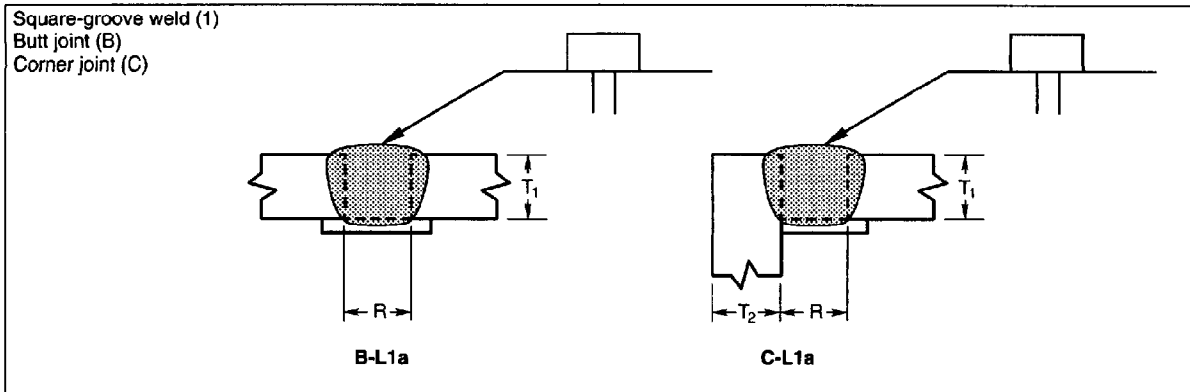 Square-groove weld (1)
Butt joint (B)
Corner joint (C)
T1
T1
R
T2
R
B-L1a
C-L1a